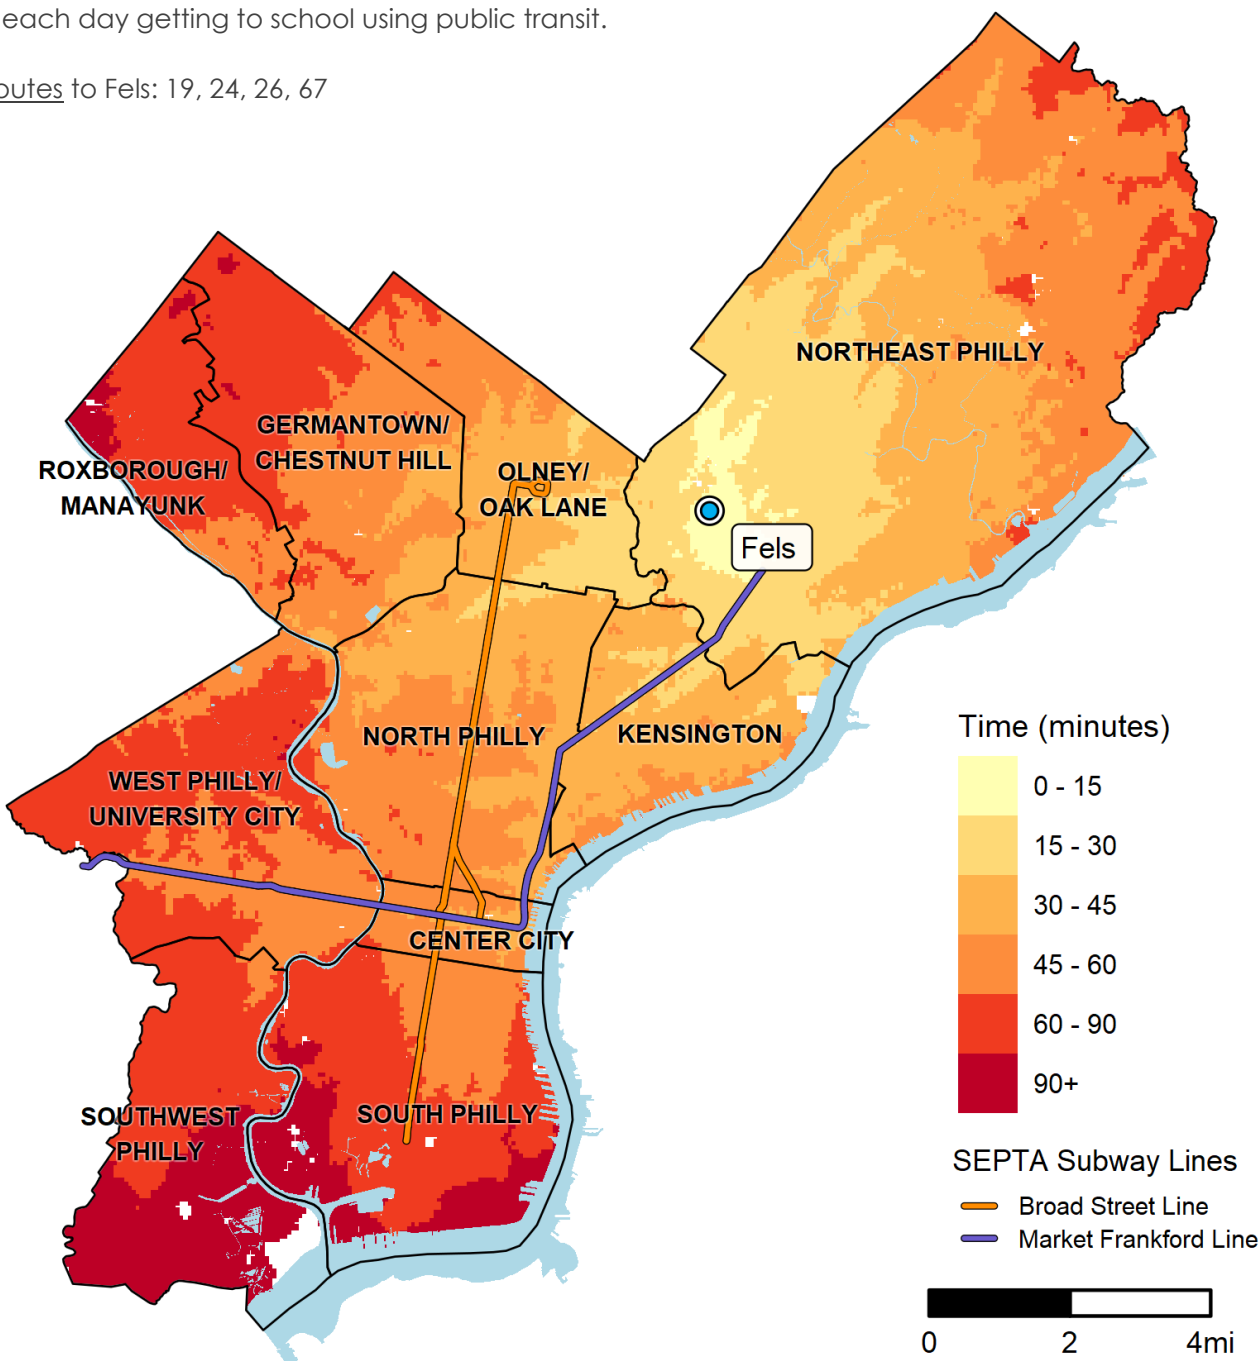 each day getting to school using public transit.
outes to Fels: 19, 24, 26, 67
NORTHEAST PHILLY
GERMANTOWN/
CHESTNUT HILL
ROXBOROUGH/
MANAYUNK
OLNEY/
OAK LANE
Fels
NORTH PHILLY
KENSINGTON
WEST PHILLY/
UNIVERSITY CITY
CENTER CITY
SOUTHWEST
PHILLY
SOUTH PHILLY
Time (minutes)
0 - 15
15 - 30
30 - 45
45 - 60
60 - 90
90+
SEPTA Subway Lines
Broad Street Line
Market Frankford Line
0 2 4mi